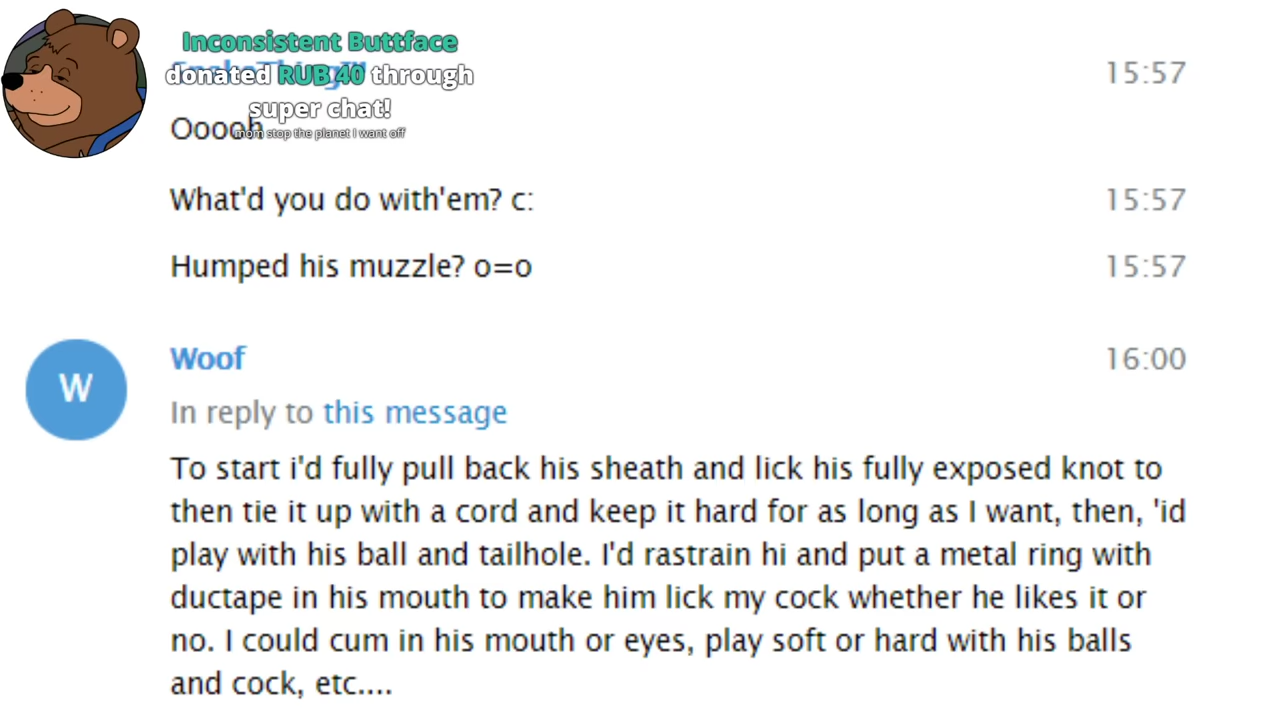 Inconsistent Buttface
donated RUB 40 through
super chat!
mom stop the planet I want off
15:57
Ooooh
What'd you do with'em? c: 15:57
Humped his muzzle? o=o 15:57
W
Woof 16:00
In reply to this message
To start i'd fully pull back his sheath and lick his fully exposed knot to
then tie it up with a cord and keep it hard for as long as I want, then, 'id
play with his ball and tailhole. I'd rastrain hi and put a metal ring with
ductape in his mouth to make him lick my cock whether he likes it or
no. I could cum in his mouth or eyes, play soft or hard with his balls
and cock, etc....